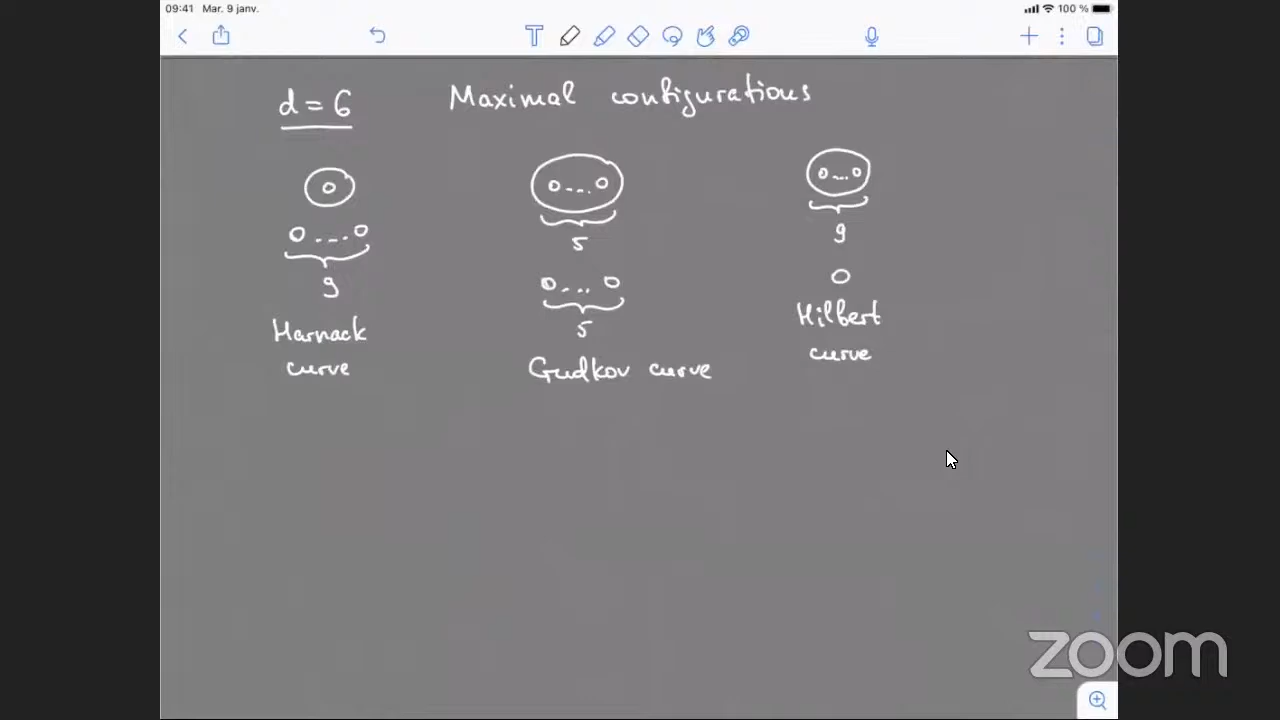 09:41 Mar. 9 janv. 100 %
d = 6 Maximal configurations
9
Harnack
curve
5
5
Gudkov curve
9
Hilbert
curve
zoom